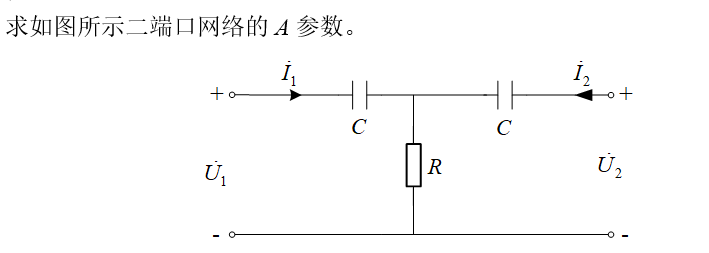 求如图所示二端口网络的 A 参数。
İ₁ İ₂
+ +
C C
U̇₁ R U̇₂
- -